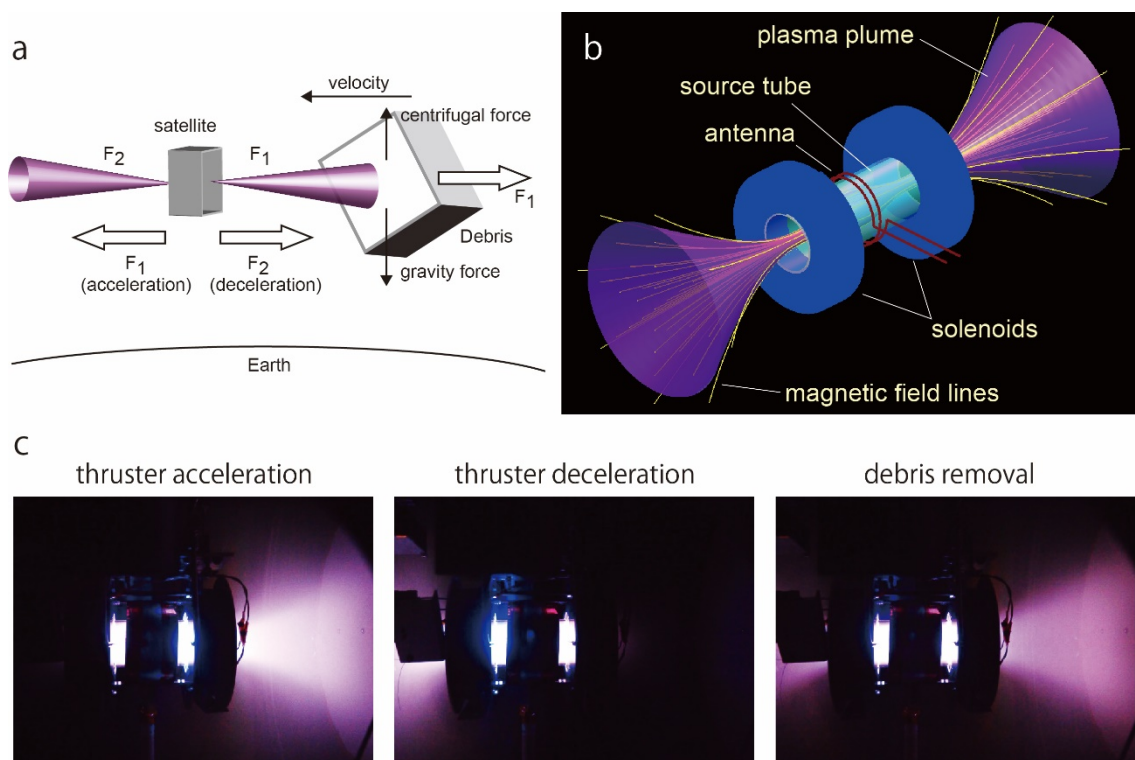 a
velocity
satellite
centrifugal force
F2
F1
F1
Debris
F1
(acceleration)
F2
(deceleration)
gravity force
Earth
b
plasma plume
source tube
antenna
solenoids
magnetic field lines
c
thruster acceleration
thruster deceleration
debris removal